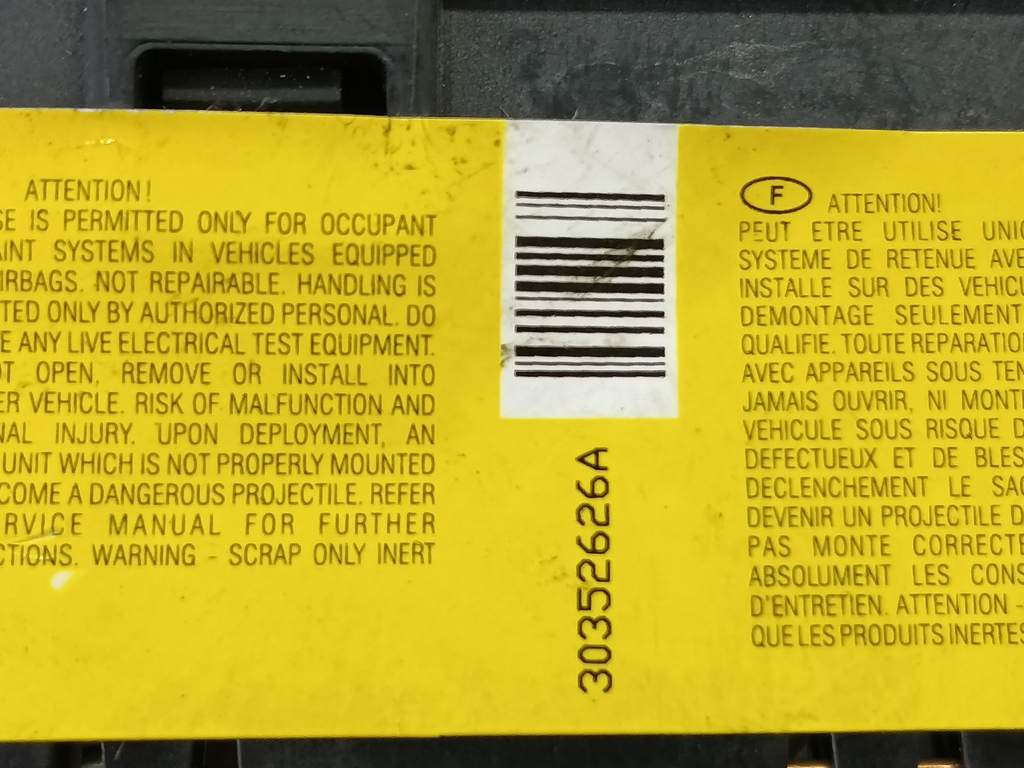 ATTENTION!
SE IS PERMITTED ONLY FOR OCCUPANT
AINT SYSTEMS IN VEHICLES EQUIPPED
IRBAGS. NOT REPAIRABLE. HANDLING IS
TED ONLY BY AUTHORIZED PERSONAL. DO
E ANY LIVE ELECTRICAL TEST EQUIPMENT.
OT OPEN, REMOVE OR INSTALL INTO
ER VEHICLE. RISK OF MALFUNCTION AND
NAL INJURY. UPON DEPLOYMENT, AN
UNIT WHICH IS NOT PROPERLY MOUNTED
COME A DANGEROUS PROJECTILE. REFER
ERVICE MANUAL FOR FURTHER
CTIONS. WARNING - SCRAP ONLY INERT
30352626A
F ATTENTION!
PEUT ETRE UTILISE UNIQ
SYSTEME DE RETENUE AVE
INSTALLE SUR DES VEHICU
DEMONTAGE SEULEMENT
QUALIFIE. TOUTE REPARATION
AVEC APPAREILS SOUS TEN
JAMAIS OUVRIR, NI MONTE
VEHICULE SOUS RISQUE D
DEFECTUEUX ET DE BLES
DECLENCHEMENT LE SAC
DEVENIR UN PROJECTILE D
PAS MONTE CORRECTE
ABSOLUMENT LES CONS
D'ENTRETIEN. ATTENTION -
QUE LES PRODUITS INERTES